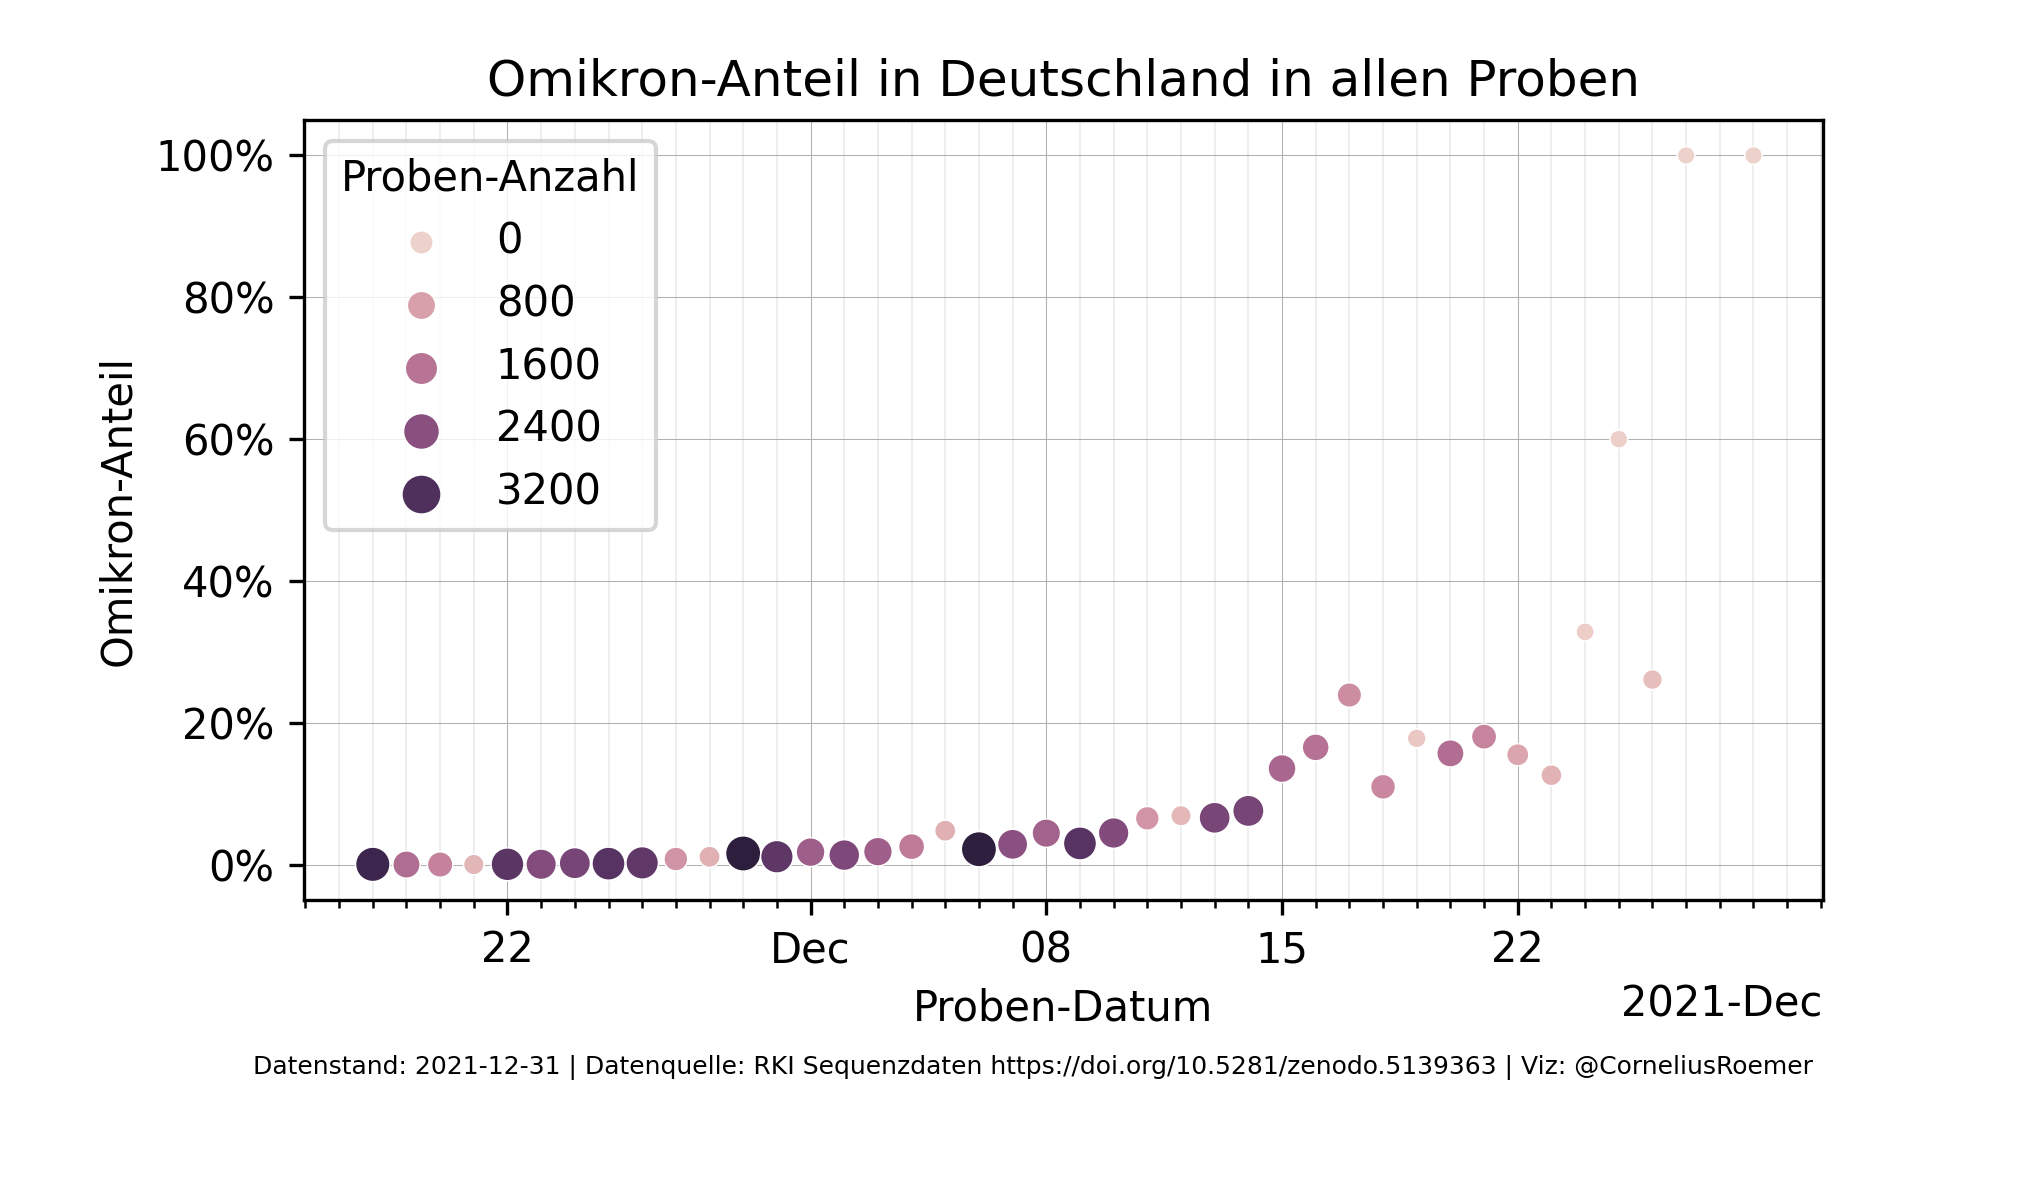 Omikron-Anteil in Deutschland in allen Proben
Omikron-Anteil
100%
80%
60%
40%
20%
0%
Proben-Anzahl
0
800
1600
2400
3200
22 Dec 08 15 22
Proben-Datum
2021-Dec
Datenstand: 2021-12-31 | Datenquelle: RKI Sequenzdaten https://doi.org/10.5281/zenodo.5139363 | Viz: @CorneliusRoemer